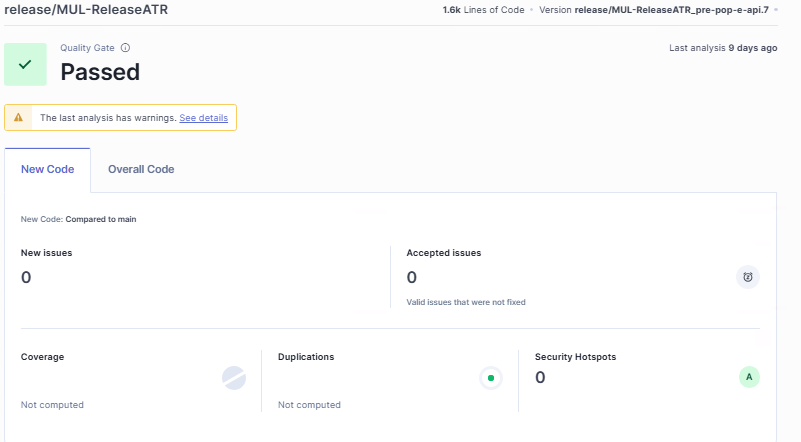 release/MUL-ReleaseATR
1.6k Lines of Code • Version release/MUL-ReleaseATR_pre-pop-e-api.7 •
Quality Gate
Passed
Last analysis 9 days ago
The last analysis has warnings. See details
New Code
Overall Code
New Code: Compared to main
New issues
0
Accepted issues
0
Valid issues that were not fixed
Coverage
Not computed
Duplications
Not computed
Security Hotspots
0
A